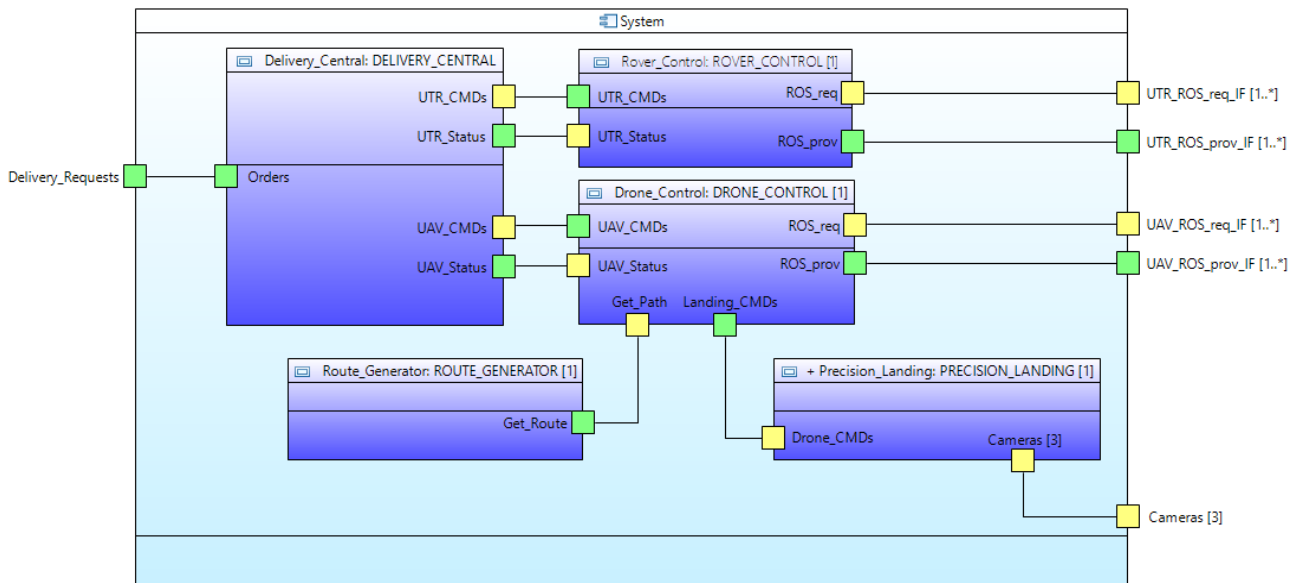 System
Delivery_Central: DELIVERY_CENTRAL
UTR_CMDs
UTR_Status
Orders
UAV_CMDs
UAV_Status
Rover_Control: ROVER_CONTROL [1]
UTR_CMDs
ROS_req
UTR_Status
ROS_prov
Drone_Control: DRONE_CONTROL [1]
UAV_CMDs
ROS_req
UAV_Status
ROS_prov
Get_Path
Landing_CMDs
Route_Generator: ROUTE_GENERATOR [1]
Get_Route
+ Precision_Landing: PRECISION_LANDING [1]
Drone_CMDs
Cameras [3]
Delivery_Requests
UTR_ROS_req_IF [1..*]
UTR_ROS_prov_IF [1..*]
UAV_ROS_req_IF [1..*]
UAV_ROS_prov_IF [1..*]
Cameras [3]